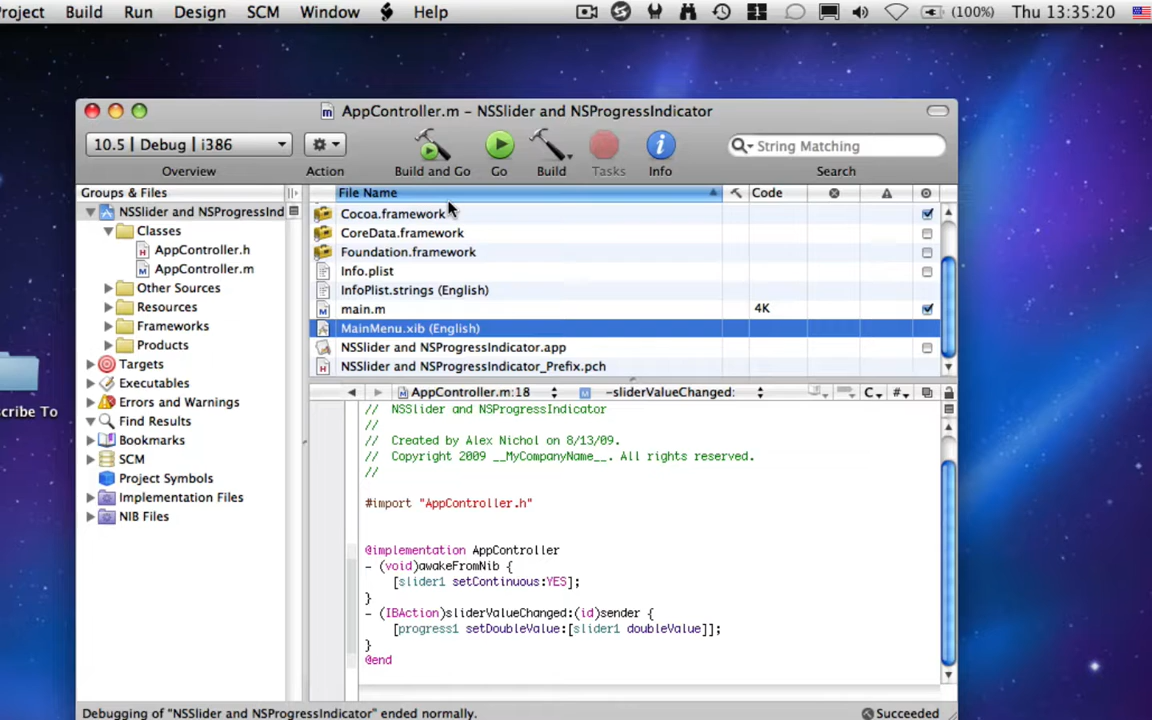 roject Build Run Design SCM Window Help (100%) Thu 13:35:20
AppController.m – NSSlider and NSProgressIndicator
10.5 | Debug | i386
String Matching
Overview Action Build and Go Go Build Tasks Info Search
Groups & Files
NSSlider and NSProgressInd
Classes
AppController.h
AppController.m
Other Sources
Resources
Frameworks
Products
Targets
Executables
Errors and Warnings
Find Results
Bookmarks
SCM
Project Symbols
Implementation Files
NIB Files
File Name Code
Cocoa.framework
CoreData.framework
Foundation.framework
Info.plist
InfoPlist.strings (English)
main.m 4K
MainMenu.xib (English)
NSSlider and NSProgressIndicator.app
NSSlider and NSProgressIndicator_Prefix.pch
AppController.m:18 -sliderValueChanged: C #
// NSSlider and NSProgressIndicator
//
// Created by Alex Nichol on 8/13/09.
// Copyright 2009 __MyCompanyName__. All rights reserved.
//
#import "AppController.h"
@implementation AppController
- (void)awakeFromNib {
[slider1 setContinuous:YES];
}
- (IBAction)sliderValueChanged:(id)sender {
[progress1 setDoubleValue:[slider1 doubleValue]];
}
@end
Debugging of "NSSlider and NSProgressIndicator" ended normally. Succeeded
scribe To